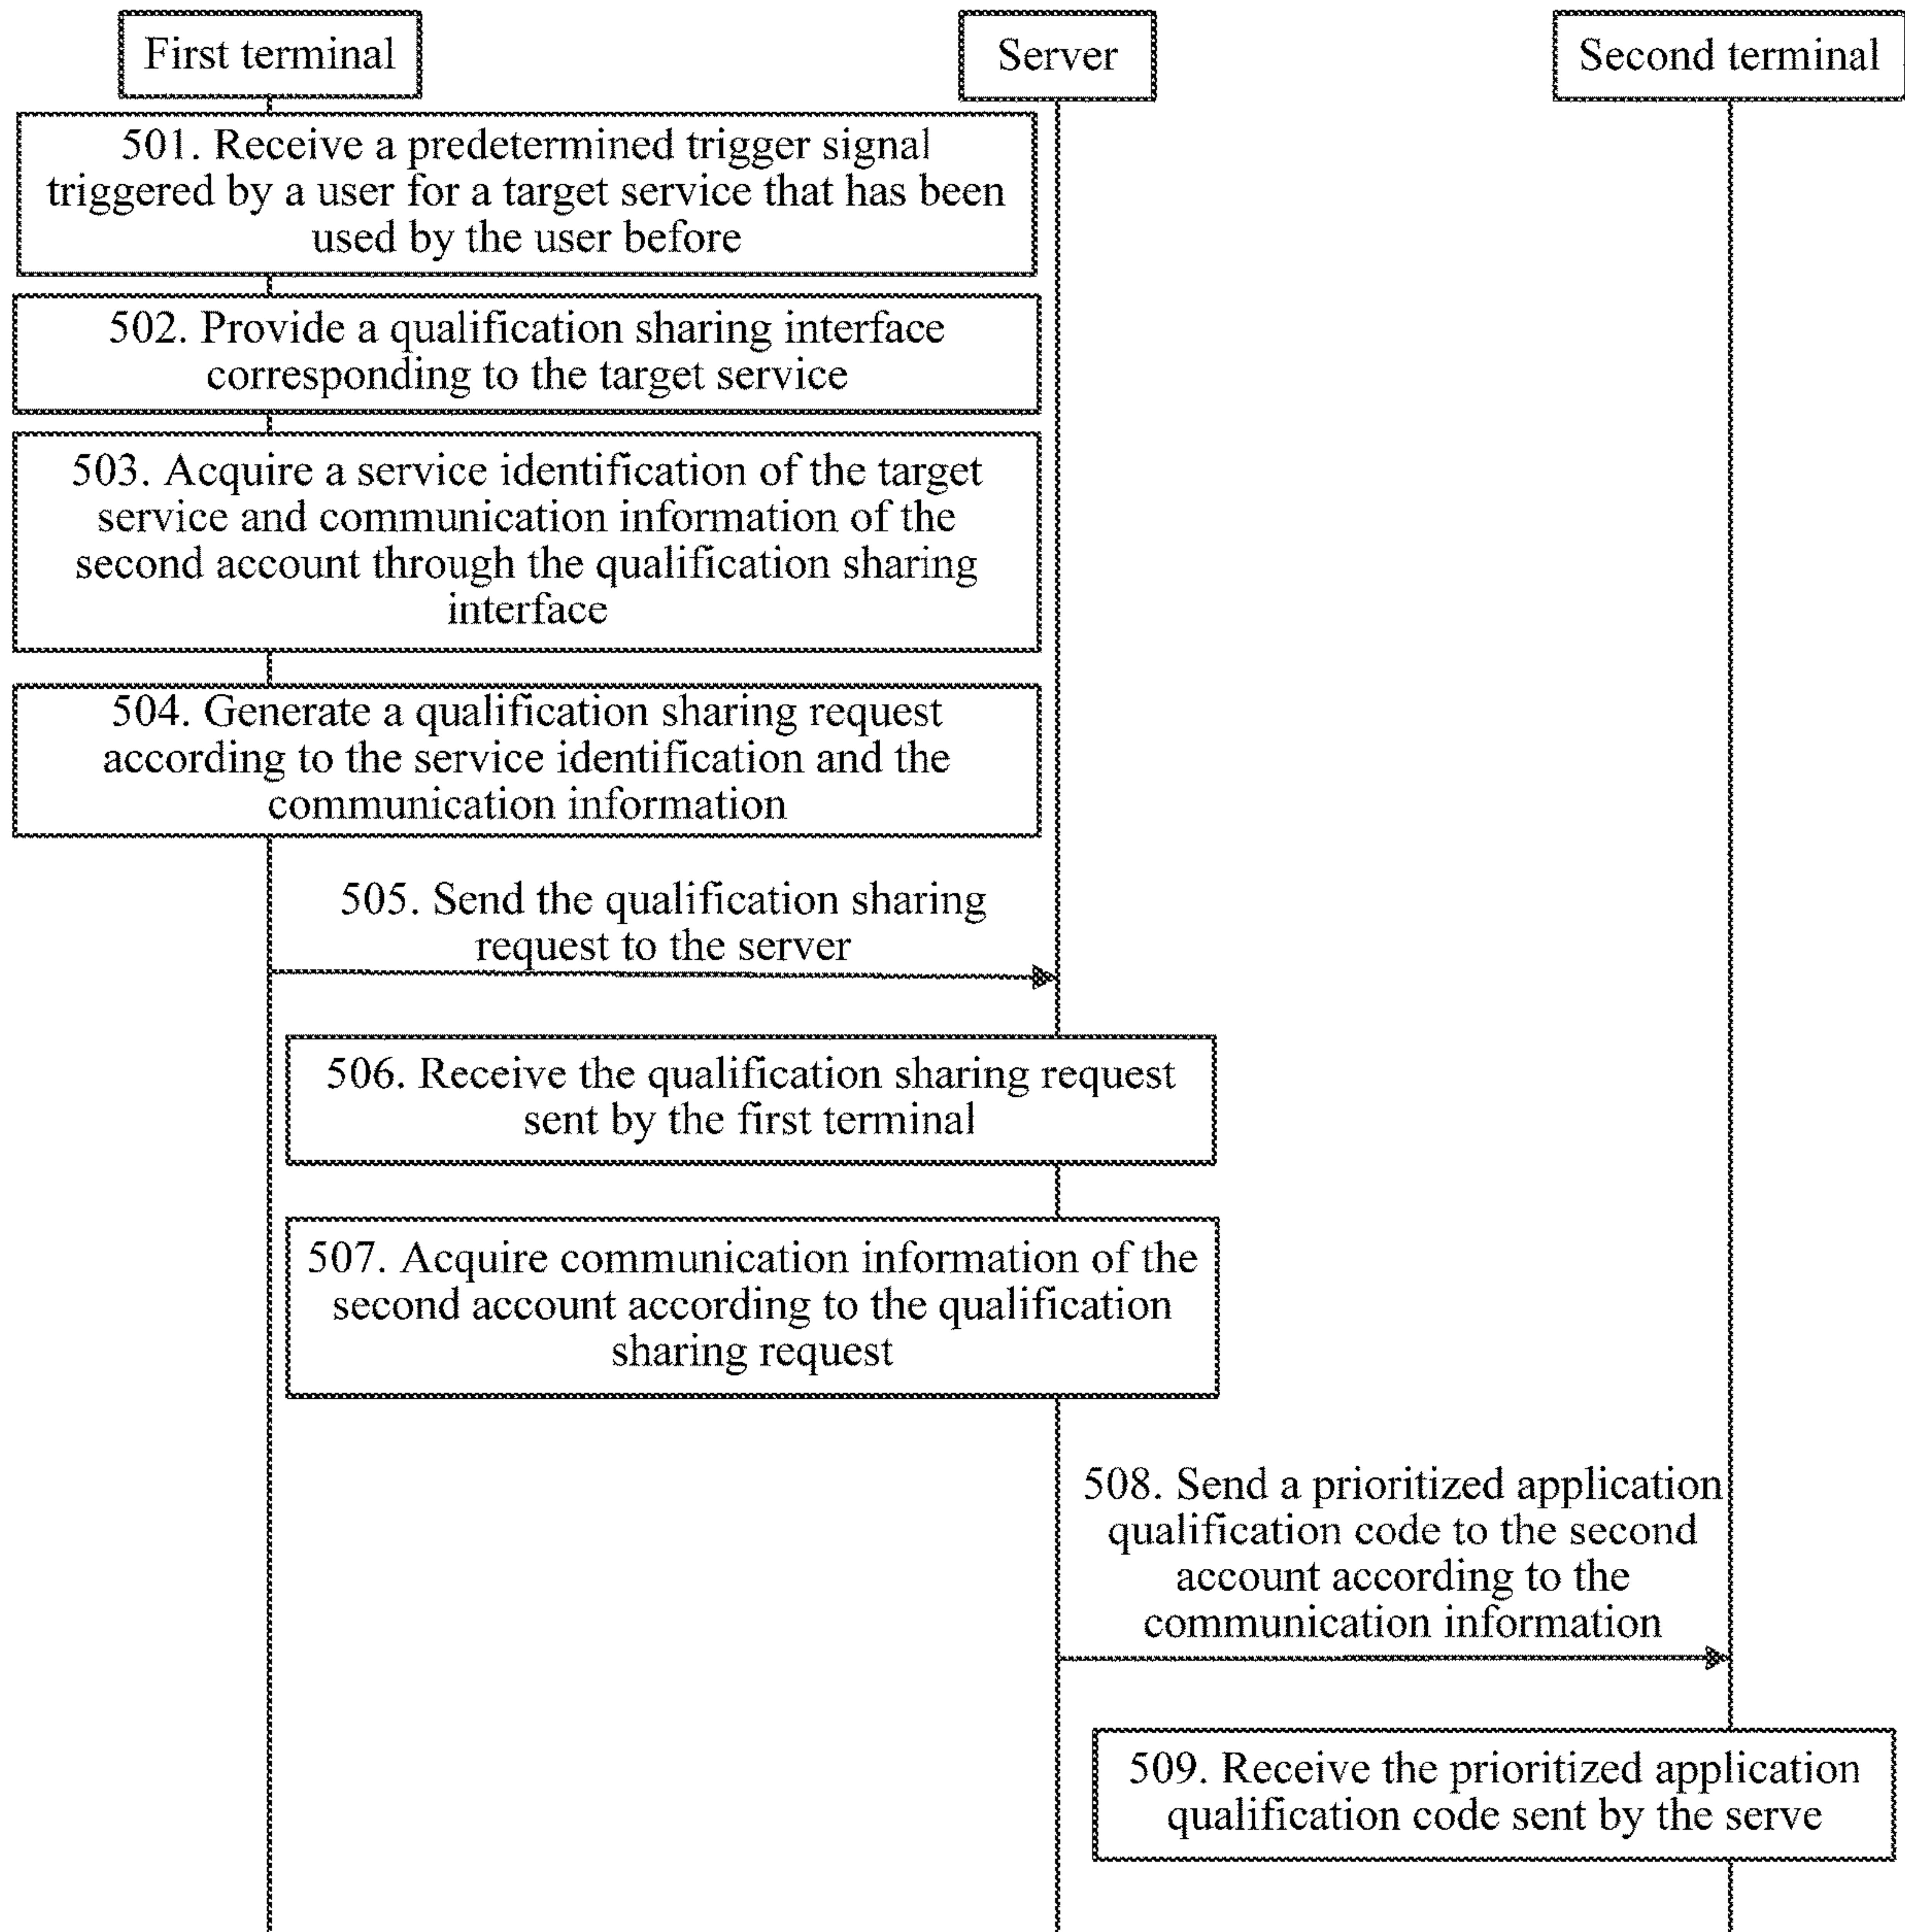 First terminal
Server
Second terminal
501. Receive a predetermined trigger signal
triggered by a user for a target service that has been
used by the user before
502. Provide a qualification sharing interface
corresponding to the target service
503. Acquire a service identification of the target
service and communication information of the
second account through the qualification sharing
interface
504. Generate a qualification sharing request
according to the service identification and the
communication information
505. Send the qualification sharing
request to the server
506. Receive the qualification sharing request
sent by the first terminal
507. Acquire communication information of the
second account according to the qualification
sharing request
508. Send a prioritized application
qualification code to the second
account according to the
communication information
509. Receive the prioritized application
qualification code sent by the serve